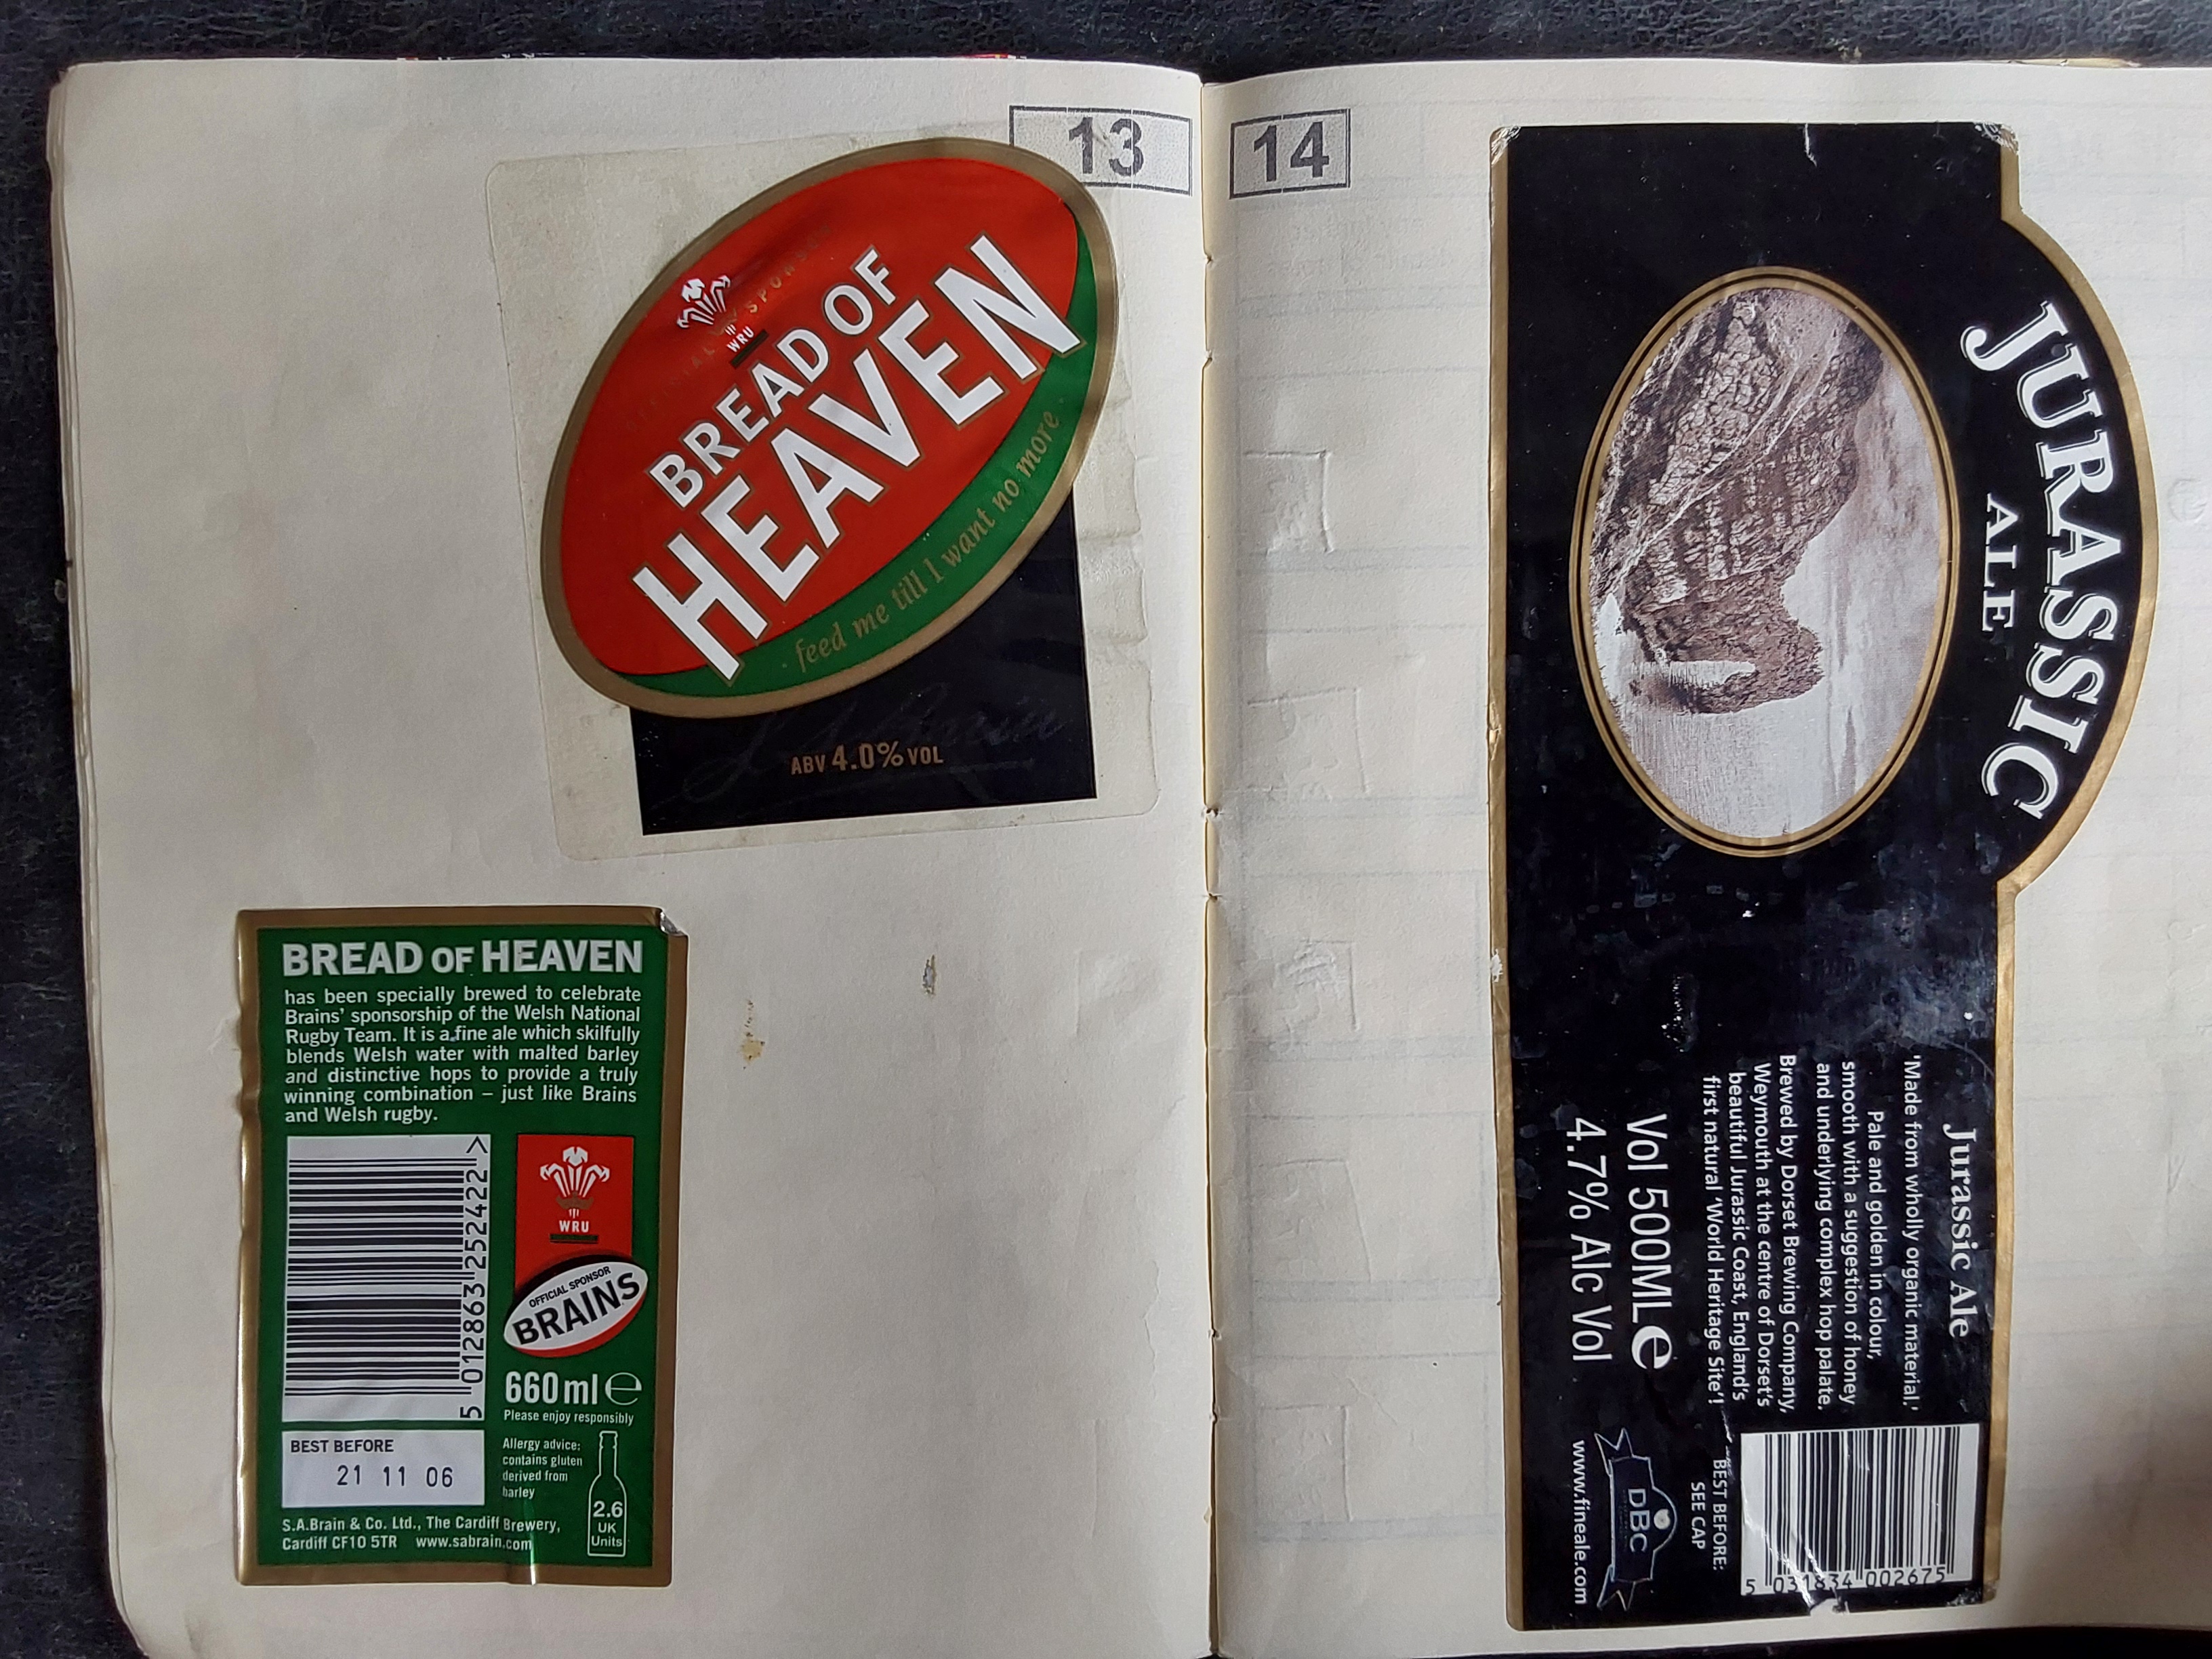 13
OFFICIAL SPONSOR
WRU
BREAD OF
HEAVEN
feed me till I want no more
ABV 4.0% VOL
BREAD OF HEAVEN
has been specially brewed to celebrate
Brains' sponsorship of the Welsh National
Rugby Team. It is a fine ale which skilfully
blends Welsh water with malted barley
and distinctive hops to provide a truly
winning combination – just like Brains
and Welsh rugby.
5 012863 252422 >
WRU
OFFICIAL SPONSOR
BRAINS
660 ml e
Please enjoy responsibly
BEST BEFORE
21 11 06
Allergy advice:
contains gluten
derived from
barley
2.6
UK
Units
S.A.Brain & Co. Ltd., The Cardiff Brewery,
Cardiff CF10 5TR www.sabrain.com
14
JURASSIC
ALE
Jurassic Ale
'Made from wholly organic material,'
Pale and golden in colour,
smooth with a suggestion of honey
and underlying complex hop palate.
Brewed by Dorset Brewing Company,
Weymouth at the centre of Dorset's
beautiful Jurassic Coast, England's
first natural 'World Heritage Site'!
Vol 500ML e
4.7% Alc Vol
5 031834 002675
BEST BEFORE:
SEE CAP
DBC
www.fineale.com